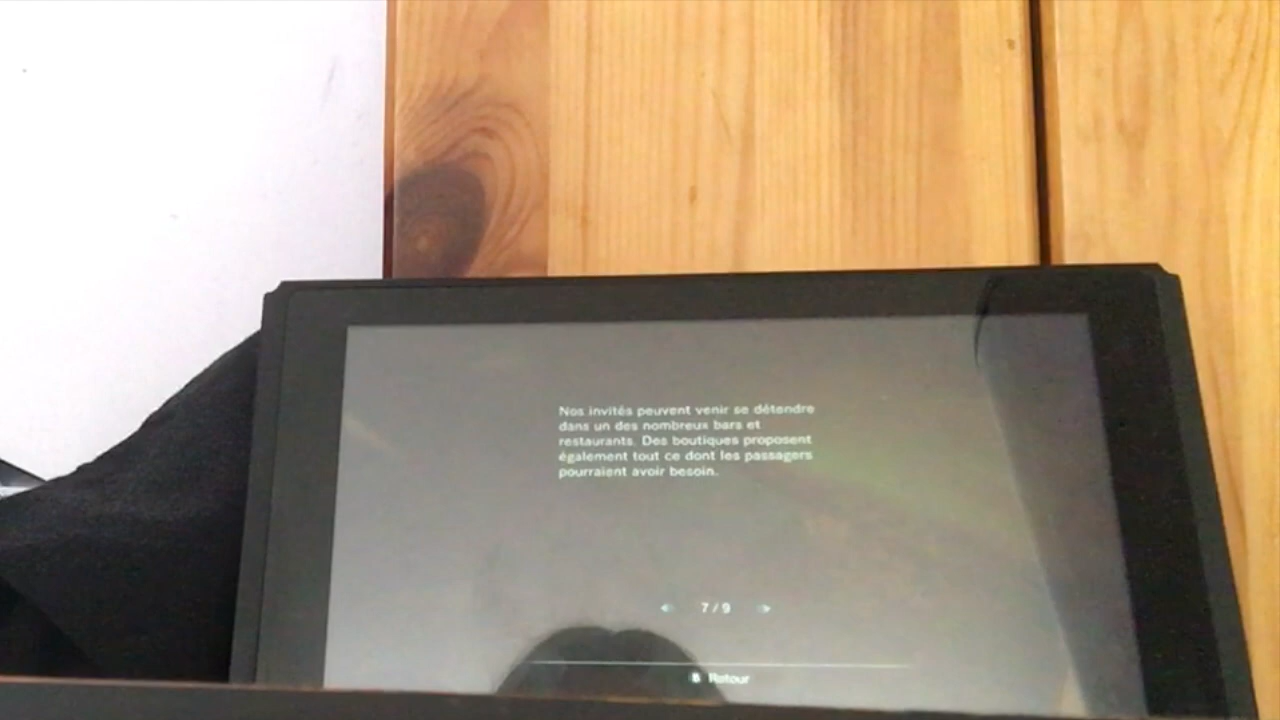 Nos invités peuvent venir se détendre
dans un des nombreux bars et
restaurants. Des boutiques proposent
également tout ce dont les passagers
pourraient avoir besoin.
7 / 9
B Retour